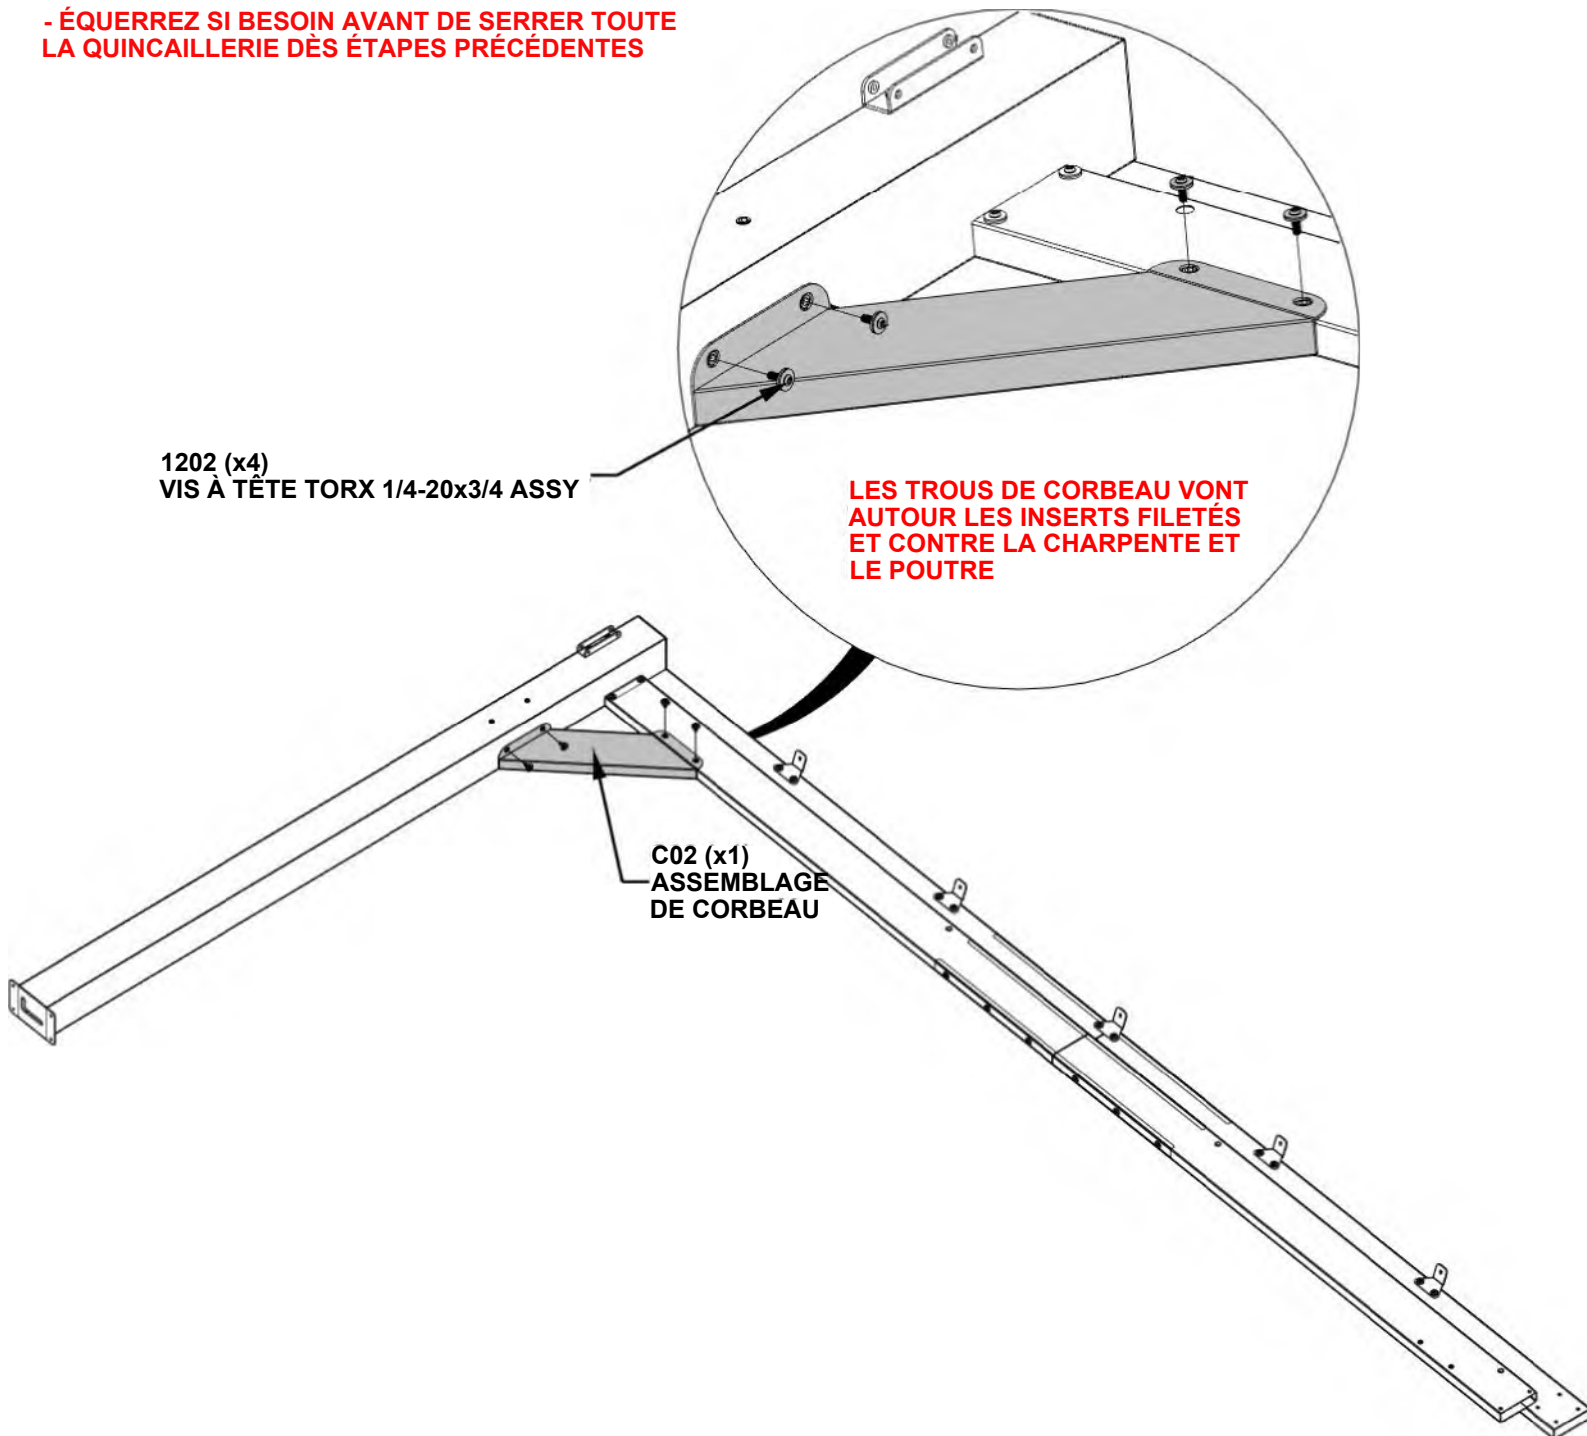 - ÉQUERREZ SI BESOIN AVANT DE SERRER TOUTE
LA QUINCAILLERIE DÈS ÉTAPES PRÉCÉDENTES
1202 (x4)
VIS À TÊTE TORX 1/4-20x3/4 ASSY
LES TROUS DE CORBEAU VONT
AUTOUR LES INSERTS FILETÉS
ET CONTRE LA CHARPENTE ET
LE POUTRE
C02 (x1)
ASSEMBLAGE
DE CORBEAU